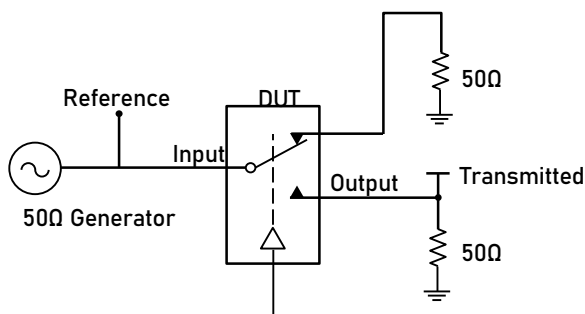 DUT
50Ω
Reference
Input
Transmitted
Output
50Ω Generator
50Ω